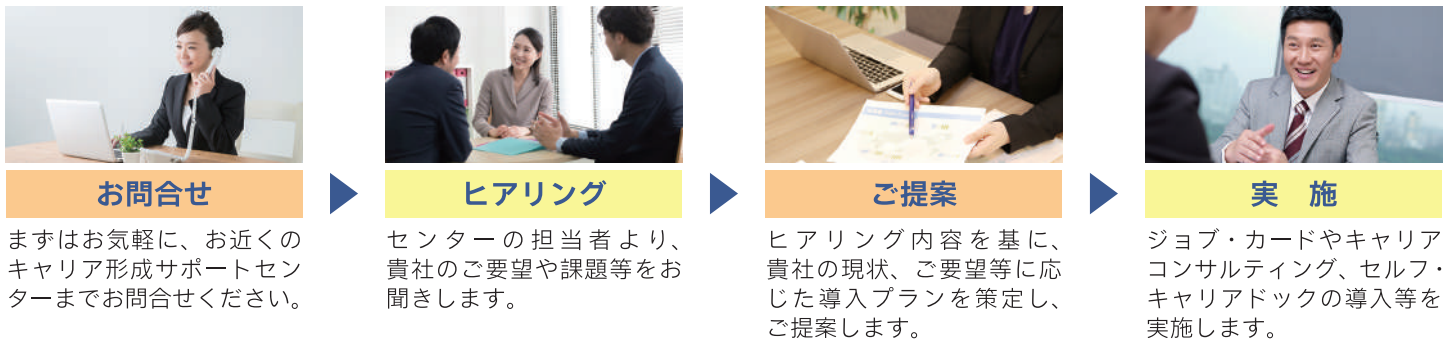 お問合せ
まずはお気軽に、お近くの
キャリア形成サポートセン
ターまでお問合せください。
ヒアリング
センターの担当者より、
貴社のご要望や課題等をお
聞きします。
ご提案
ヒアリング内容を基に、
貴社の現状、ご要望等に応
じた導入プランを策定し、
ご提案します。
実　施
ジョブ・カードやキャリア
コンサルティング、セルフ・
キャリアドックの導入等を
実施します。